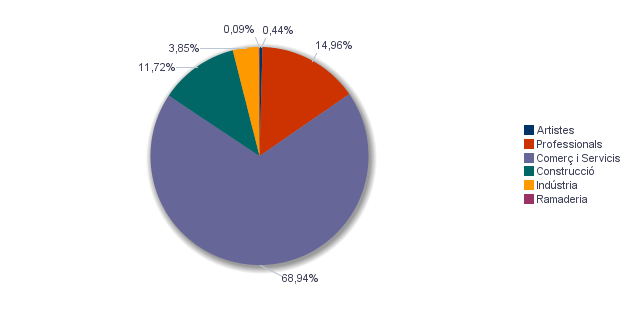 0,09%
0,44%
3,85%
14,96%
11,72%
68,94%
Artistes
Professionals
Comerç i Servicis
Construcció
Indústria
Ramaderia